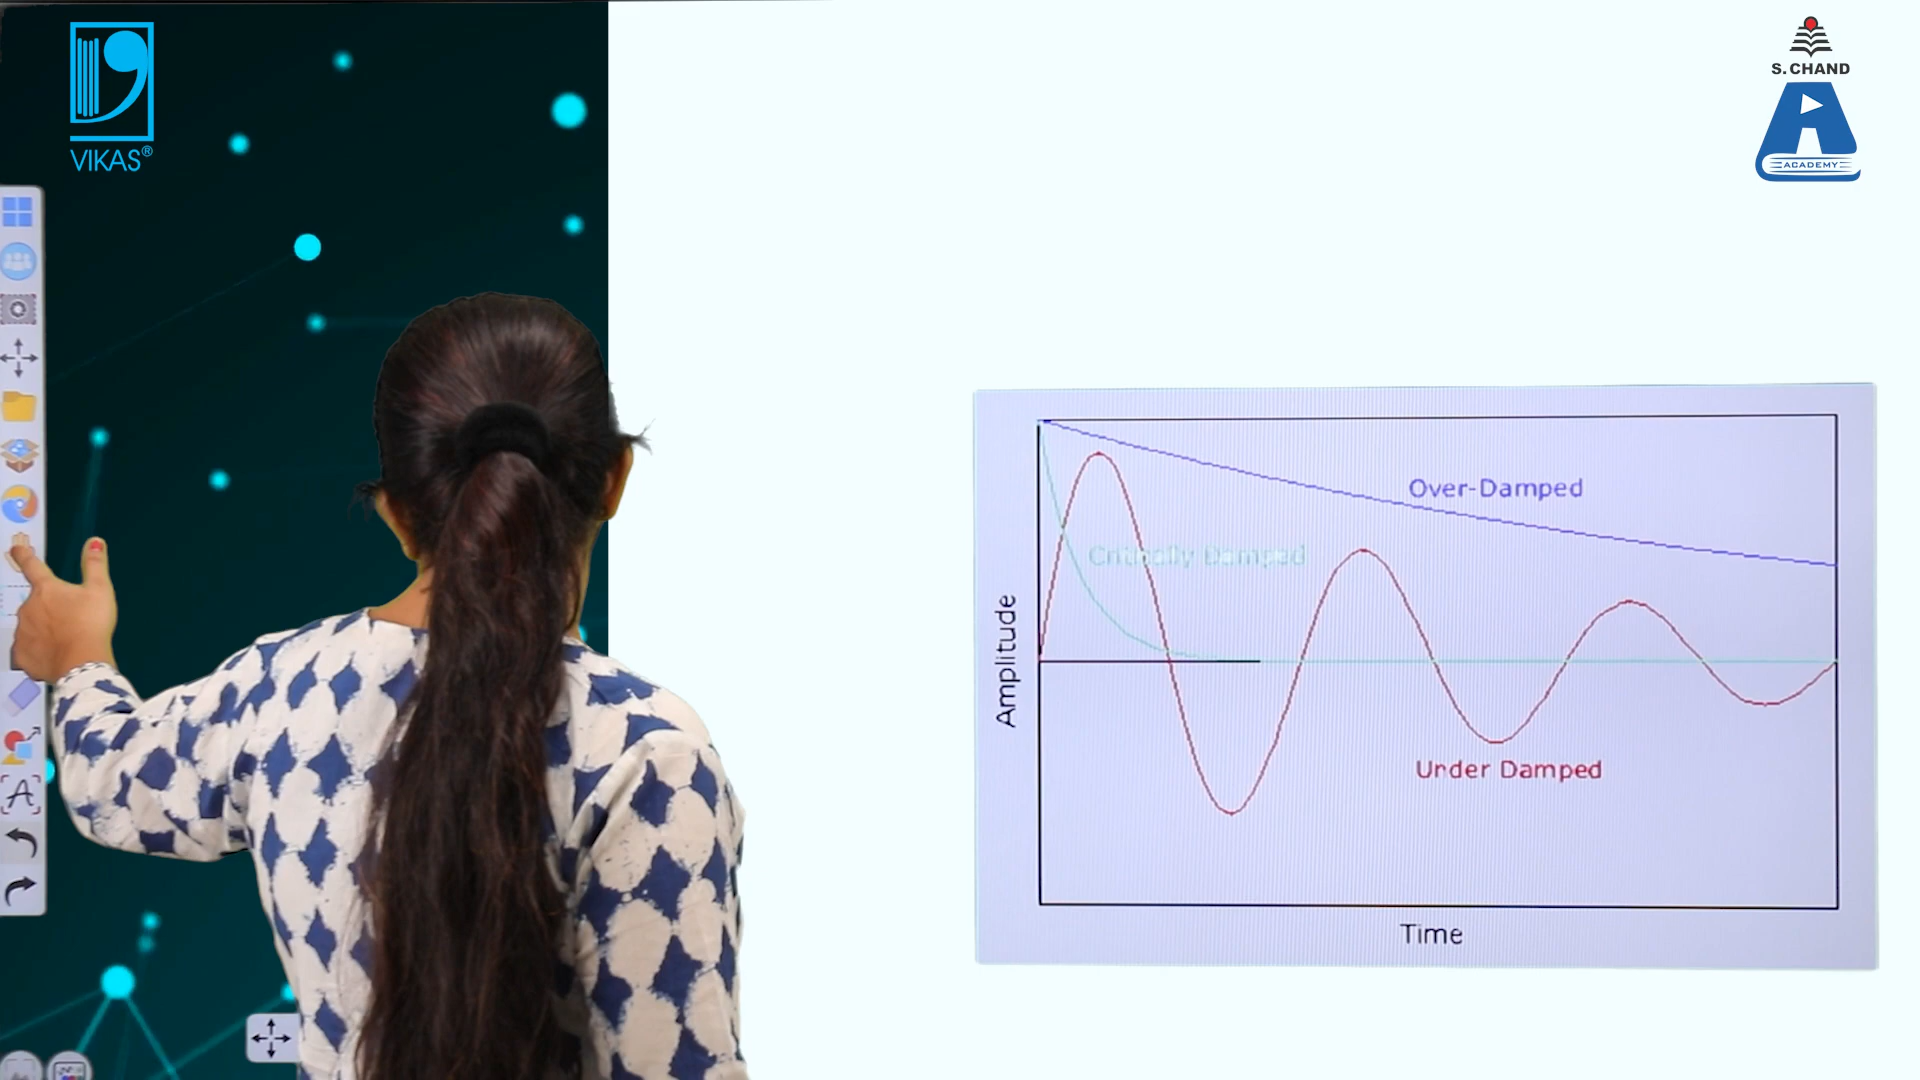 VIKAS®
S. CHAND
ACADEMY
Over-Damped
Critically Damped
Amplitude
Under Damped
Time
A